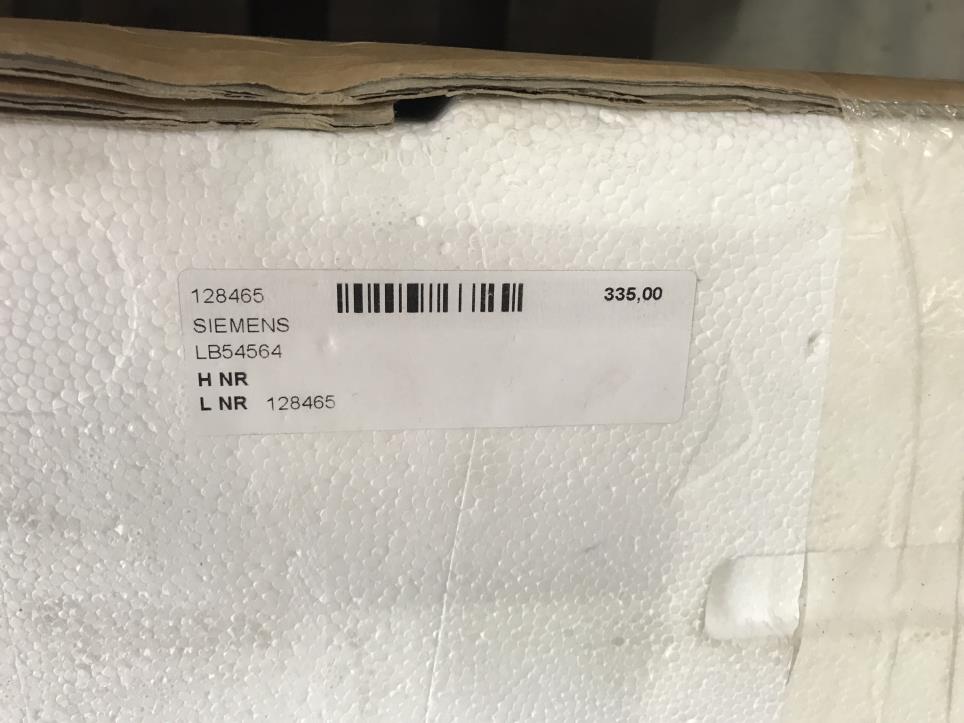 128465 335,00
SIEMENS
LB54564
H NR
L NR 128465